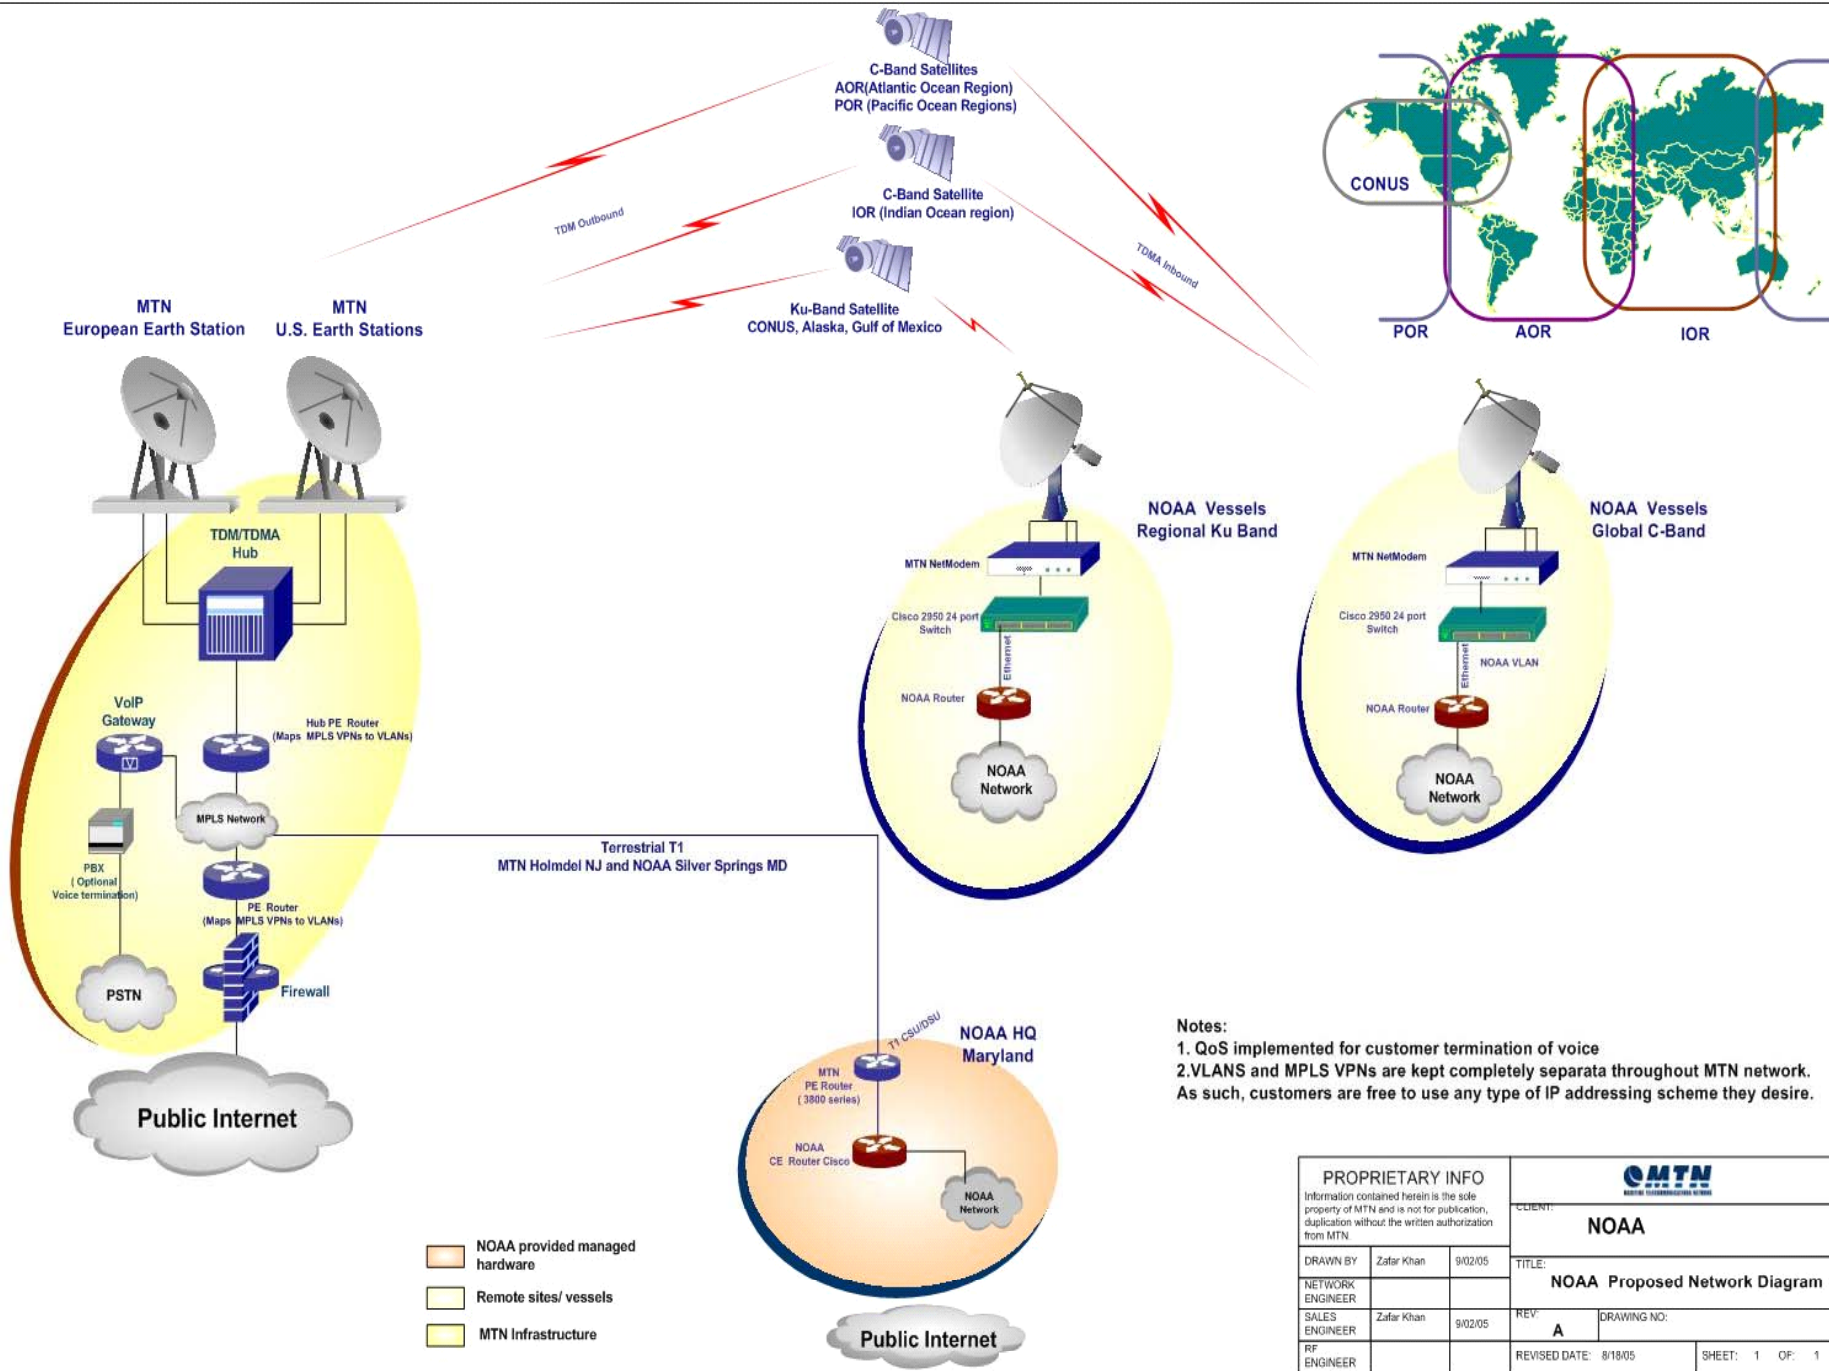 C-Band Satellites
AOR(Atlantic Ocean Region)
POR (Pacific Ocean Regions)
C-Band Satellite
IOR (Indian Ocean region)
Ku-Band Satellite
CONUS, Alaska, Gulf of Mexico
TDM Outbound
TDMA Inbound
CONUS
POR
AOR
IOR
MTN
European Earth Station
MTN
U.S. Earth Stations
TDM/TDMA
Hub
VoIP
Gateway
V
Hub PE Router
(Maps MPLS VPNs to VLANs)
MPLS Network
PBX
( Optional
Voice termination)
PE Router
(Maps MPLS VPNs to VLANs)
PSTN
Firewall
Public Internet
Terrestrial T1
MTN Holmdel NJ and NOAA Silver Springs MD
NOAA Vessels
Regional Ku Band
MTN NetModem
Cisco 2950 24 port
Switch
Ethernet
NOAA Router
NOAA
Network
NOAA Vessels
Global C-Band
MTN NetModem
Cisco 2950 24 port
Switch
Ethernet
NOAA VLAN
NOAA Router
NOAA
Network
T1 CSU/DSU
NOAA HQ
Maryland
MTN
PE Router
( 3800 series)
NOAA
CE Router Cisco
NOAA
Network
Public Internet
NOAA provided managed
hardware
Remote sites/ vessels
MTN Infrastructure
Notes:
1. QoS implemented for customer termination of voice
2.VLANS and MPLS VPNs are kept completely separata throughout MTN network.
As such, customers are free to use any type of IP addressing scheme they desire.
PROPRIETARY INFO
Information contained herein is the sole
property of MTN and is not for publication,
duplication without the written authorization
from MTN.
MTN
MARITIME TELECOMMUNICATIONS NETWORK
CLIENT:
NOAA
DRAWN BY Zafar Khan 9/02/05
TITLE:
NOAA Proposed Network Diagram
NETWORK
ENGINEER
SALES
ENGINEER Zafar Khan 9/02/05
REV:
A
DRAWING NO:
RF
ENGINEER
REVISED DATE: 8/18/05
SHEET: 1 OF: 1